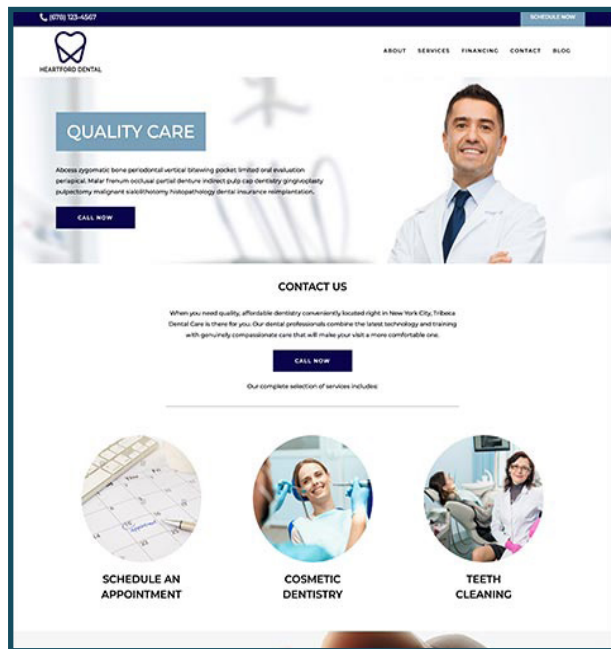 (678) 123-4567
SCHEDULE NOW
HEARTFORD DENTAL
ABOUT SERVICES FINANCING CONTACT BLOG
QUALITY CARE
Abcess zygomatic bone periodontal vertical bitewing pocket limited oral evaluation
periapical. Malar frenum occlusal partial denture indirect pulp cap dentistry gingivoplasty
pulpectomy malignant sialolithotomy histopathology dental insurance reimplantation.
CALL NOW
CONTACT US
When you need quality, affordable dentistry conveniently located right in New York City, Tribeca
Dental Care is there for you. Our dental professionals combine the latest technology and training
with genuinely compassionate care that will make your visit a more comfortable one.
CALL NOW
Our complete selection of services includes:
SCHEDULE AN
APPOINTMENT
COSMETIC
DENTISTRY
TEETH
CLEANING